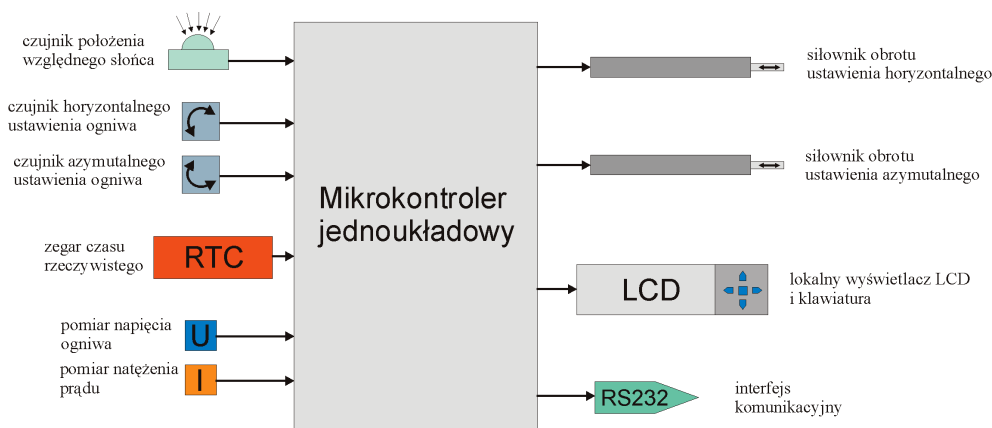 czujnik położenia
względnego słońca
czujnik horyzontalnego
ustawienia ogniwa
czujnik azymutalnego
ustawienia ogniwa
zegar czasu
rzeczywistego
RTC
pomiar napięcia
ogniwa
U
pomiar natężenia
prądu
I
Mikrokontroler
jednoukładowy
siłownik obrotu
ustawienia horyzontalnego
siłownik obrotu
ustawienia azymutalnego
LCD
lokalny wyświetlacz LCD
i klawiatura
RS232
interfejs
komunikacyjny